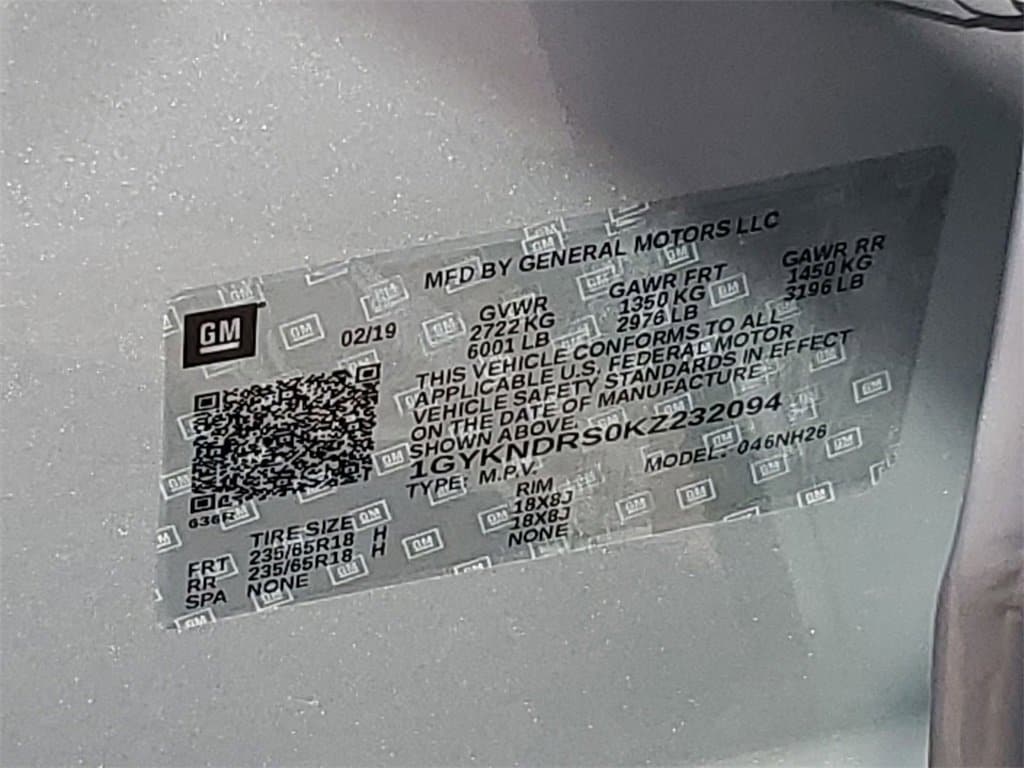 MFD BY GENERAL MOTORS LLC
GM
02/19
GVWR GAWR FRT GAWR RR
2722 KG 1350 KG 1450 KG
6001 LB 2976 LB 3196 LB
THIS VEHICLE CONFORMS TO ALL
APPLICABLE U.S. FEDERAL MOTOR
VEHICLE SAFETY STANDARDS IN EFFECT
ON THE DATE OF MANUFACTURE
SHOWN ABOVE.
1GYKNDRS0KZ232094
TYPE: M.P.V. MODEL: 046NH26
636R
TIRE SIZE RIM
FRT 235/65R18 H 18X8J
RR 235/65R18 H 18X8J
SPA NONE NONE